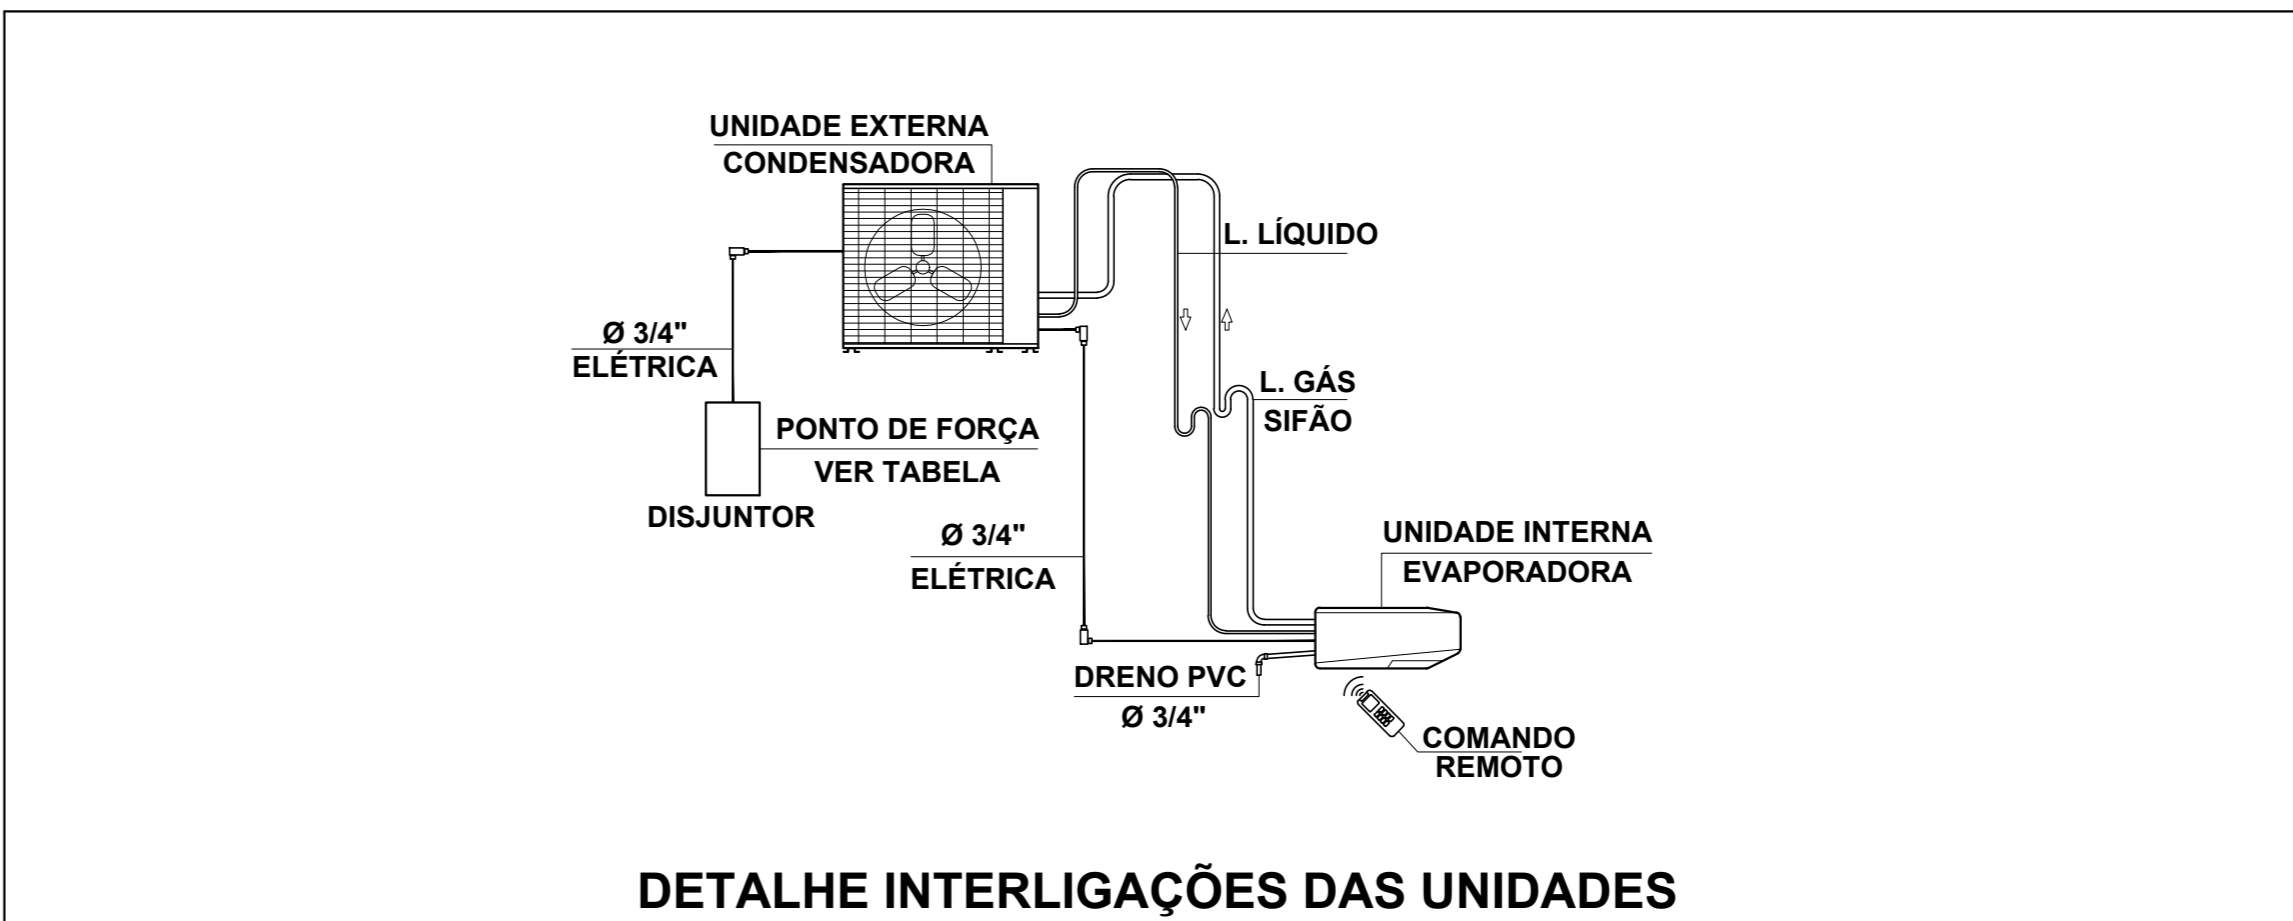 UNIDADE EXTERNA
CONDENSADORA
L. LÍQUIDO
Ø 3/4"
ELÉTRICA
L. GÁS
SIFÃO
PONTO DE FORÇA
VER TABELA
DISJUNTOR
Ø 3/4"
ELÉTRICA
UNIDADE INTERNA
EVAPORADORA
DRENO PVC
Ø 3/4"
COMANDO
REMOTO
DETALHE INTERLIGAÇÕES DAS UNIDADES